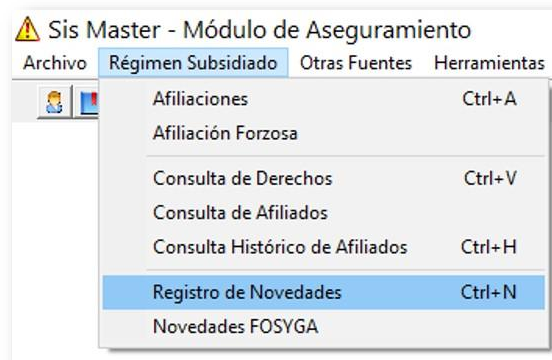 Sis Master - Módulo de Aseguramiento
Archivo Régimen Subsidiado Otras Fuentes Herramientas
Afiliaciones Ctrl+A
Afiliación Forzosa
Consulta de Derechos Ctrl+V
Consulta de Afiliados
Consulta Histórico de Afiliados Ctrl+H
Registro de Novedades Ctrl+N
Novedades FOSYGA